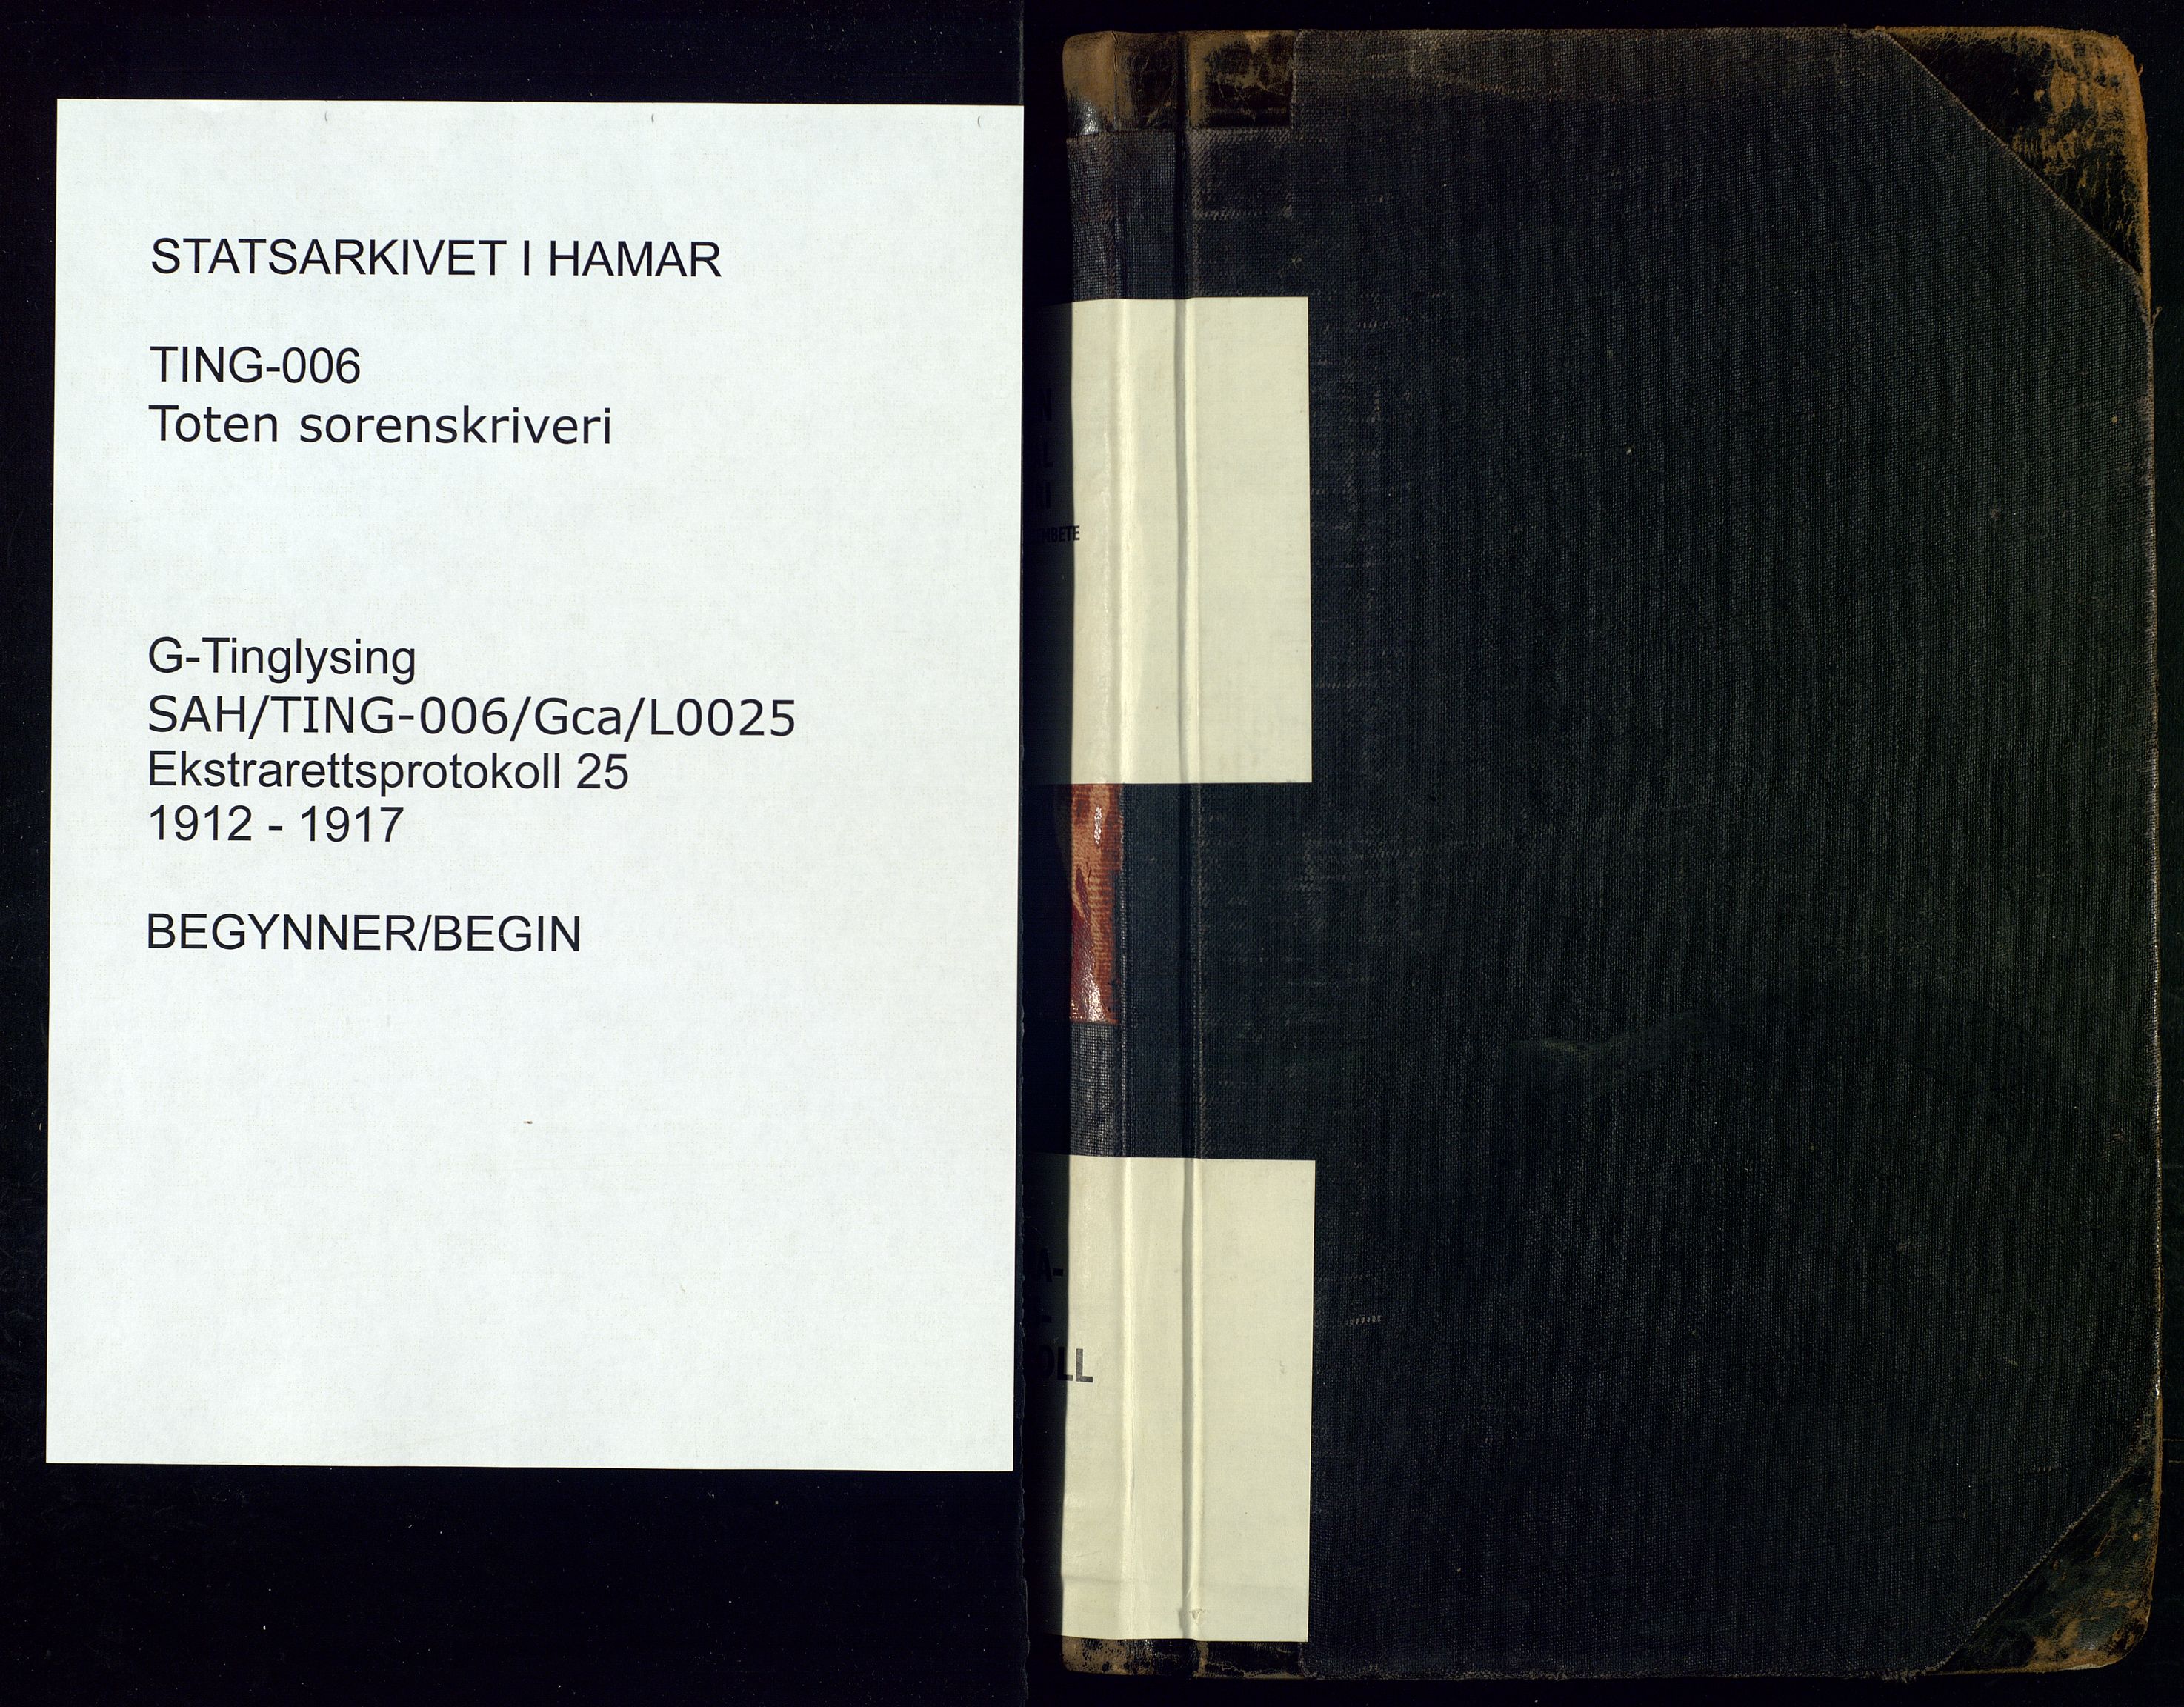 STATSARKIVET I HAMAR
TING-006
Toten sorenskriveri
G-Tinglysing
SAH/TING-006/Gca/L0025
Ekstrarettsprotokoll 25
1912 - 1917
BEGYNNER/BEGIN